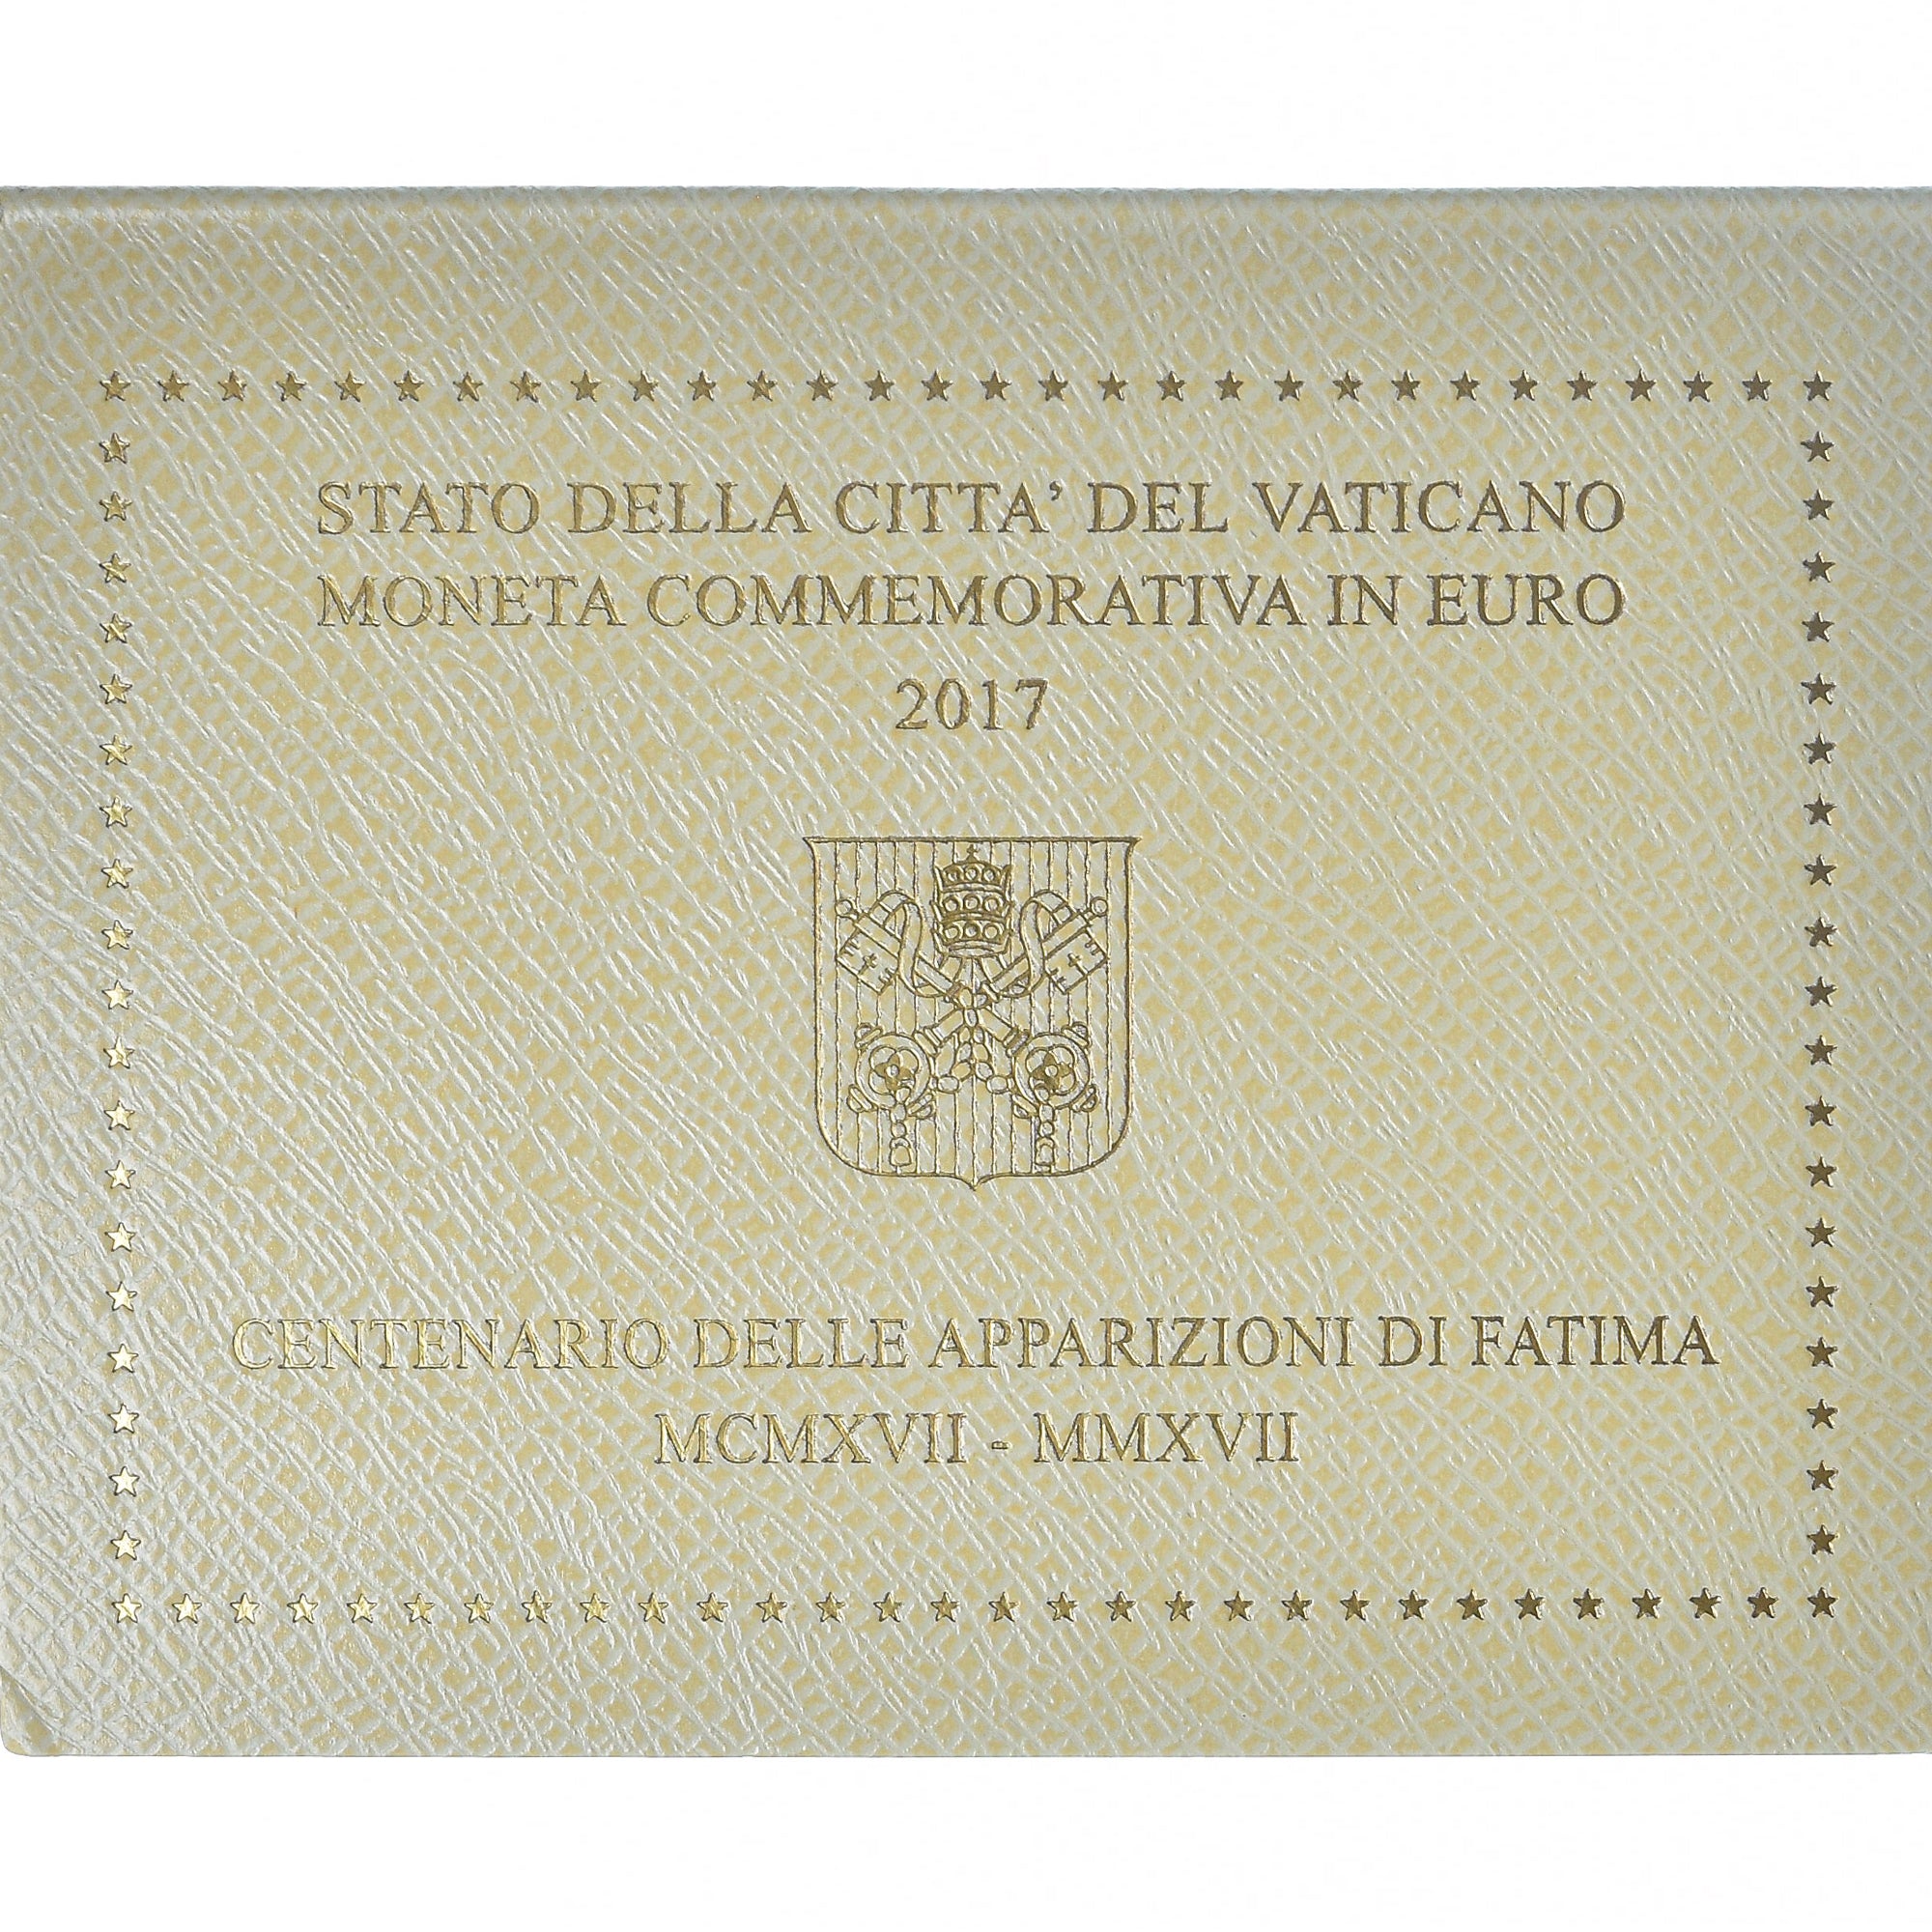 STATO DELLA CITTA' DEL VATICANO
MONETA COMMEMORATIVA IN EURO
2017
CENTENARIO DELLE APPARIZIONI DI FATIMA
MCMXVII - MMXVII